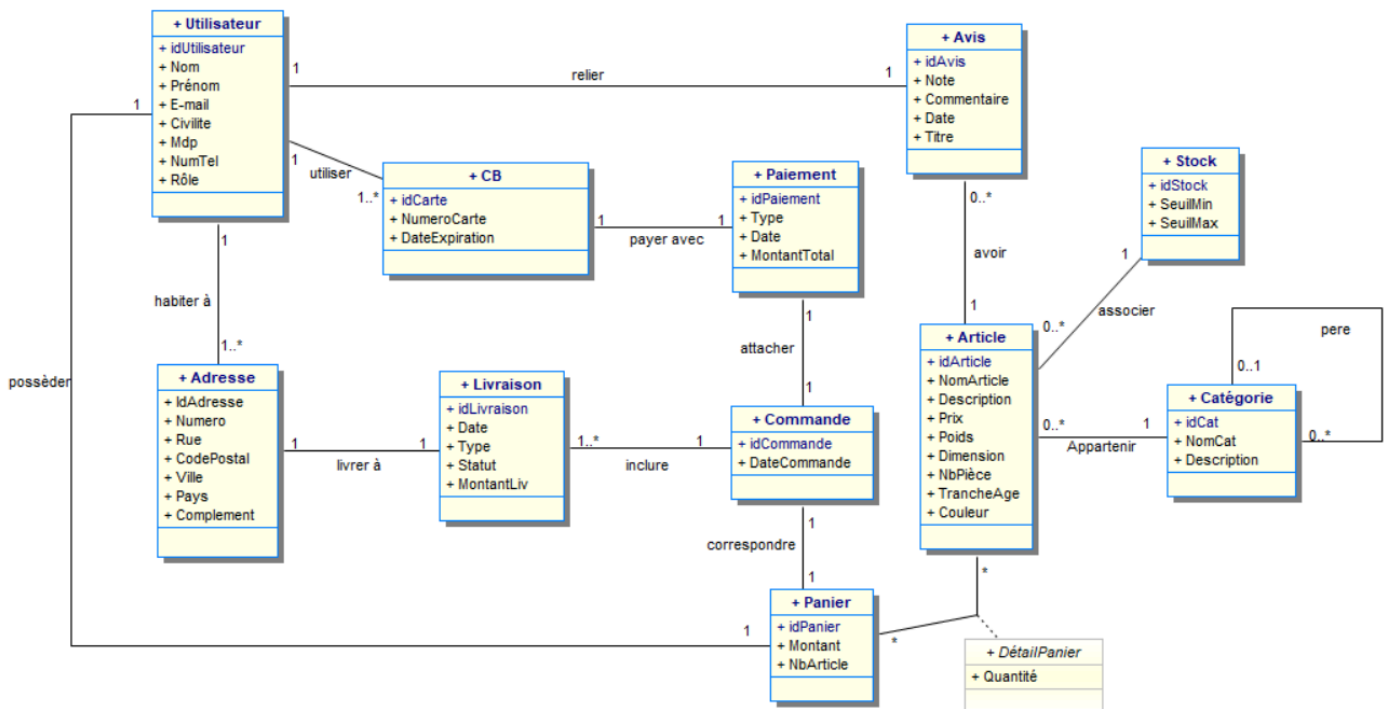 + Utilisateur
+ idUtilisateur
+ Nom
+ Prénom
+ E-mail
+ Civilite
+ Mdp
+ NumTel
+ Rôle
+ Avis
+ idAvis
+ Note
+ Commentaire
+ Date
+ Titre
1
relier
1
1
1
utiliser
1..*
+ CB
+ idCarte
+ NumeroCarte
+ DateExpiration
1
payer avec
1
+ Paiement
+ idPaiement
+ Type
+ Date
+ MontantTotal
+ Stock
+ idStock
+ SeuilMin
+ SeuilMax
0..*
avoir
1
1
associer
0..*
1
habiter à
1..*
1
attacher
1
pere
0..1
0..*
possèder
+ Adresse
+ IdAdresse
+ Numero
+ Rue
+ CodePostal
+ Ville
+ Pays
+ Complement
1
livrer à
1
+ Livraison
+ idLivraison
+ Date
+ Type
+ Statut
+ MontantLiv
1..*
inclure
1
+ Commande
+ idCommande
+ DateCommande
+ Article
+ idArticle
+ NomArticle
+ Description
+ Prix
+ Poids
+ Dimension
+ NbPièce
+ TrancheAge
+ Couleur
0..*
Appartenir
1
+ Catégorie
+ idCat
+ NomCat
+ Description
1
correspondre
1
*
*
1
+ Panier
+ idPanier
+ Montant
+ NbArticle
+ DétailPanier
+ Quantité